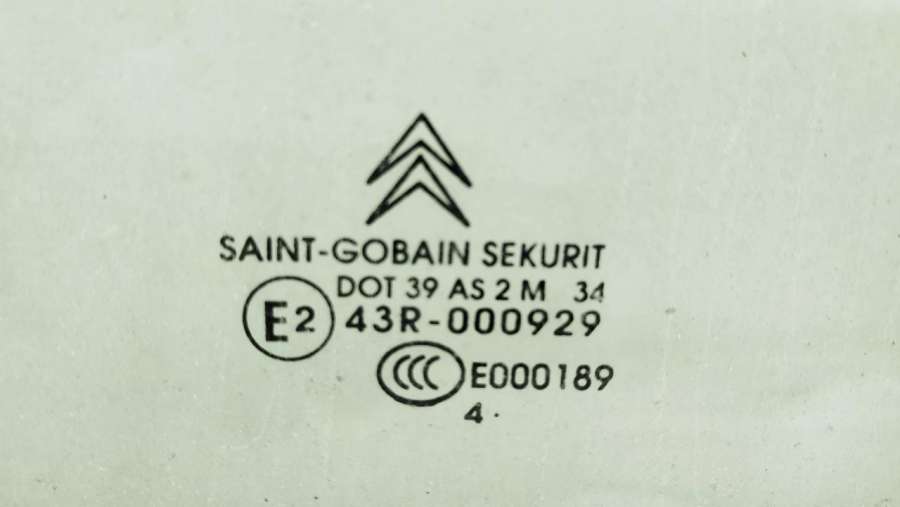 SAINT-GOBAIN SEKURIT
DOT 39 AS 2 M 34
E2 43R-000929
CCC E000189
4 .